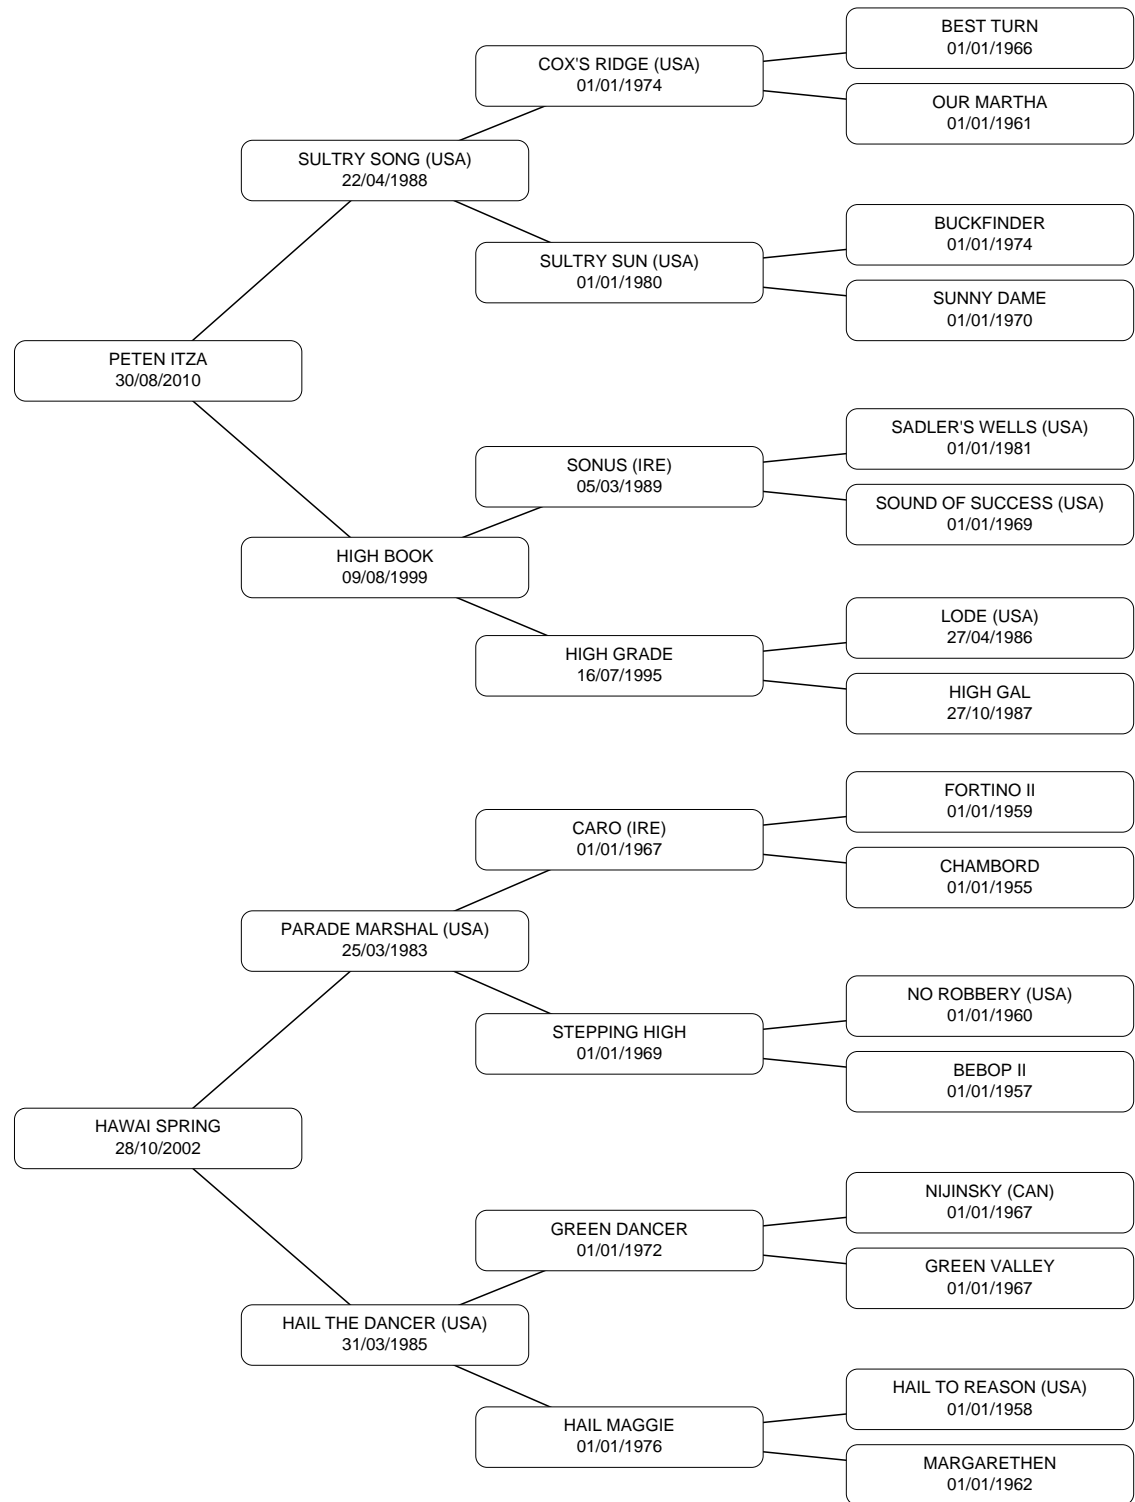 BEST TURN
01/01/1966
COX'S RIDGE (USA)
01/01/1974
OUR MARTHA
01/01/1961
SULTRY SONG (USA)
22/04/1988
BUCKFINDER
01/01/1974
SULTRY SUN (USA)
01/01/1980
SUNNY DAME
01/01/1970
PETEN ITZA
30/08/2010
SADLER'S WELLS (USA)
01/01/1981
SONUS (IRE)
05/03/1989
SOUND OF SUCCESS (USA)
01/01/1969
HIGH BOOK
09/08/1999
LODE (USA)
27/04/1986
HIGH GRADE
16/07/1995
HIGH GAL
27/10/1987
FORTINO II
01/01/1959
CARO (IRE)
01/01/1967
CHAMBORD
01/01/1955
PARADE MARSHAL (USA)
25/03/1983
NO ROBBERY (USA)
01/01/1960
STEPPING HIGH
01/01/1969
BEBOP II
01/01/1957
HAWAI SPRING
28/10/2002
NIJINSKY (CAN)
01/01/1967
GREEN DANCER
01/01/1972
GREEN VALLEY
01/01/1967
HAIL THE DANCER (USA)
31/03/1985
HAIL TO REASON (USA)
01/01/1958
HAIL MAGGIE
01/01/1976
MARGARETHEN
01/01/1962